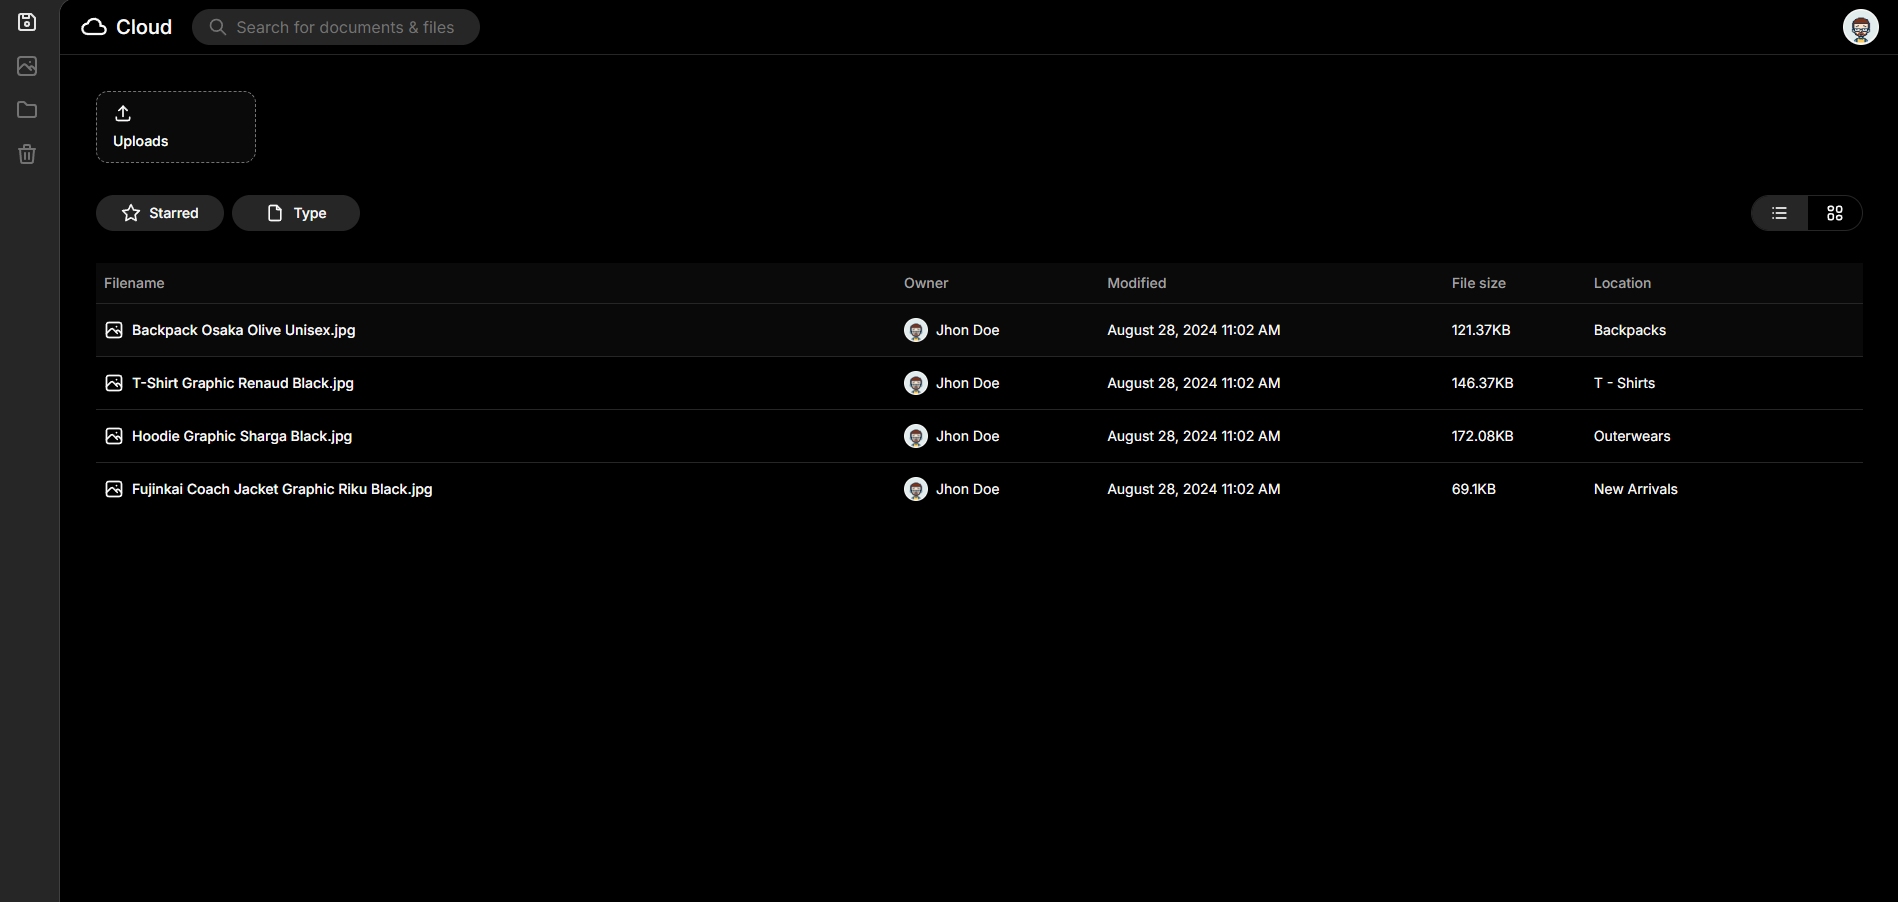 Cloud
Search for documents & files
Uploads
Starred
Type
Filename Owner Modified File size Location
Backpack Osaka Olive Unisex.jpg Jhon Doe August 28, 2024 11:02 AM 121.37KB Backpacks
T-Shirt Graphic Renaud Black.jpg Jhon Doe August 28, 2024 11:02 AM 146.37KB T - Shirts
Hoodie Graphic Sharga Black.jpg Jhon Doe August 28, 2024 11:02 AM 172.08KB Outerwears
Fujinkai Coach Jacket Graphic Riku Black.jpg Jhon Doe August 28, 2024 11:02 AM 69.1KB New Arrivals